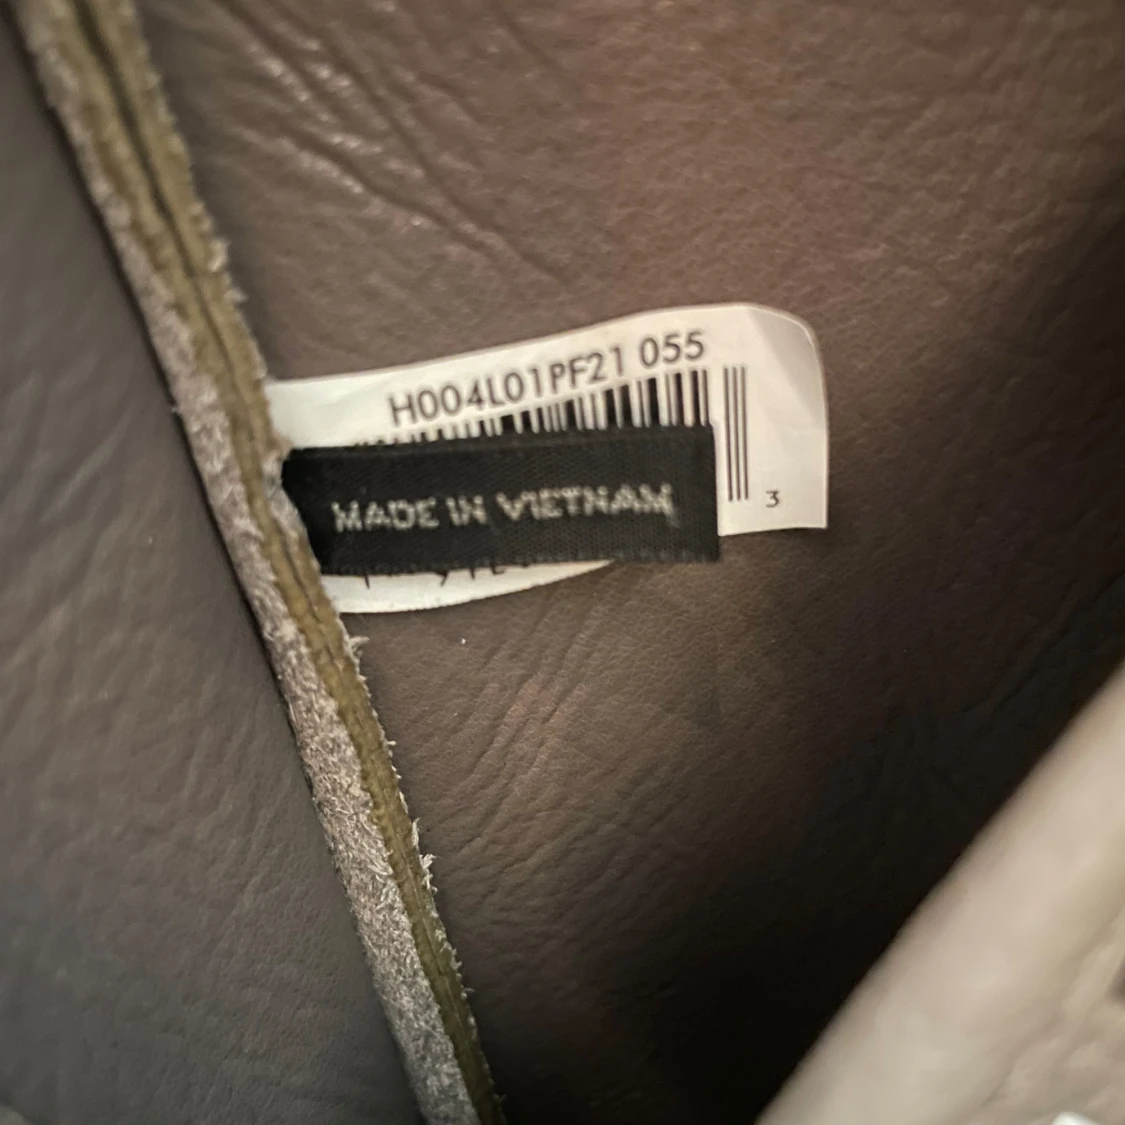 H004L01PF21 055
3
MADE IN VIETNAM